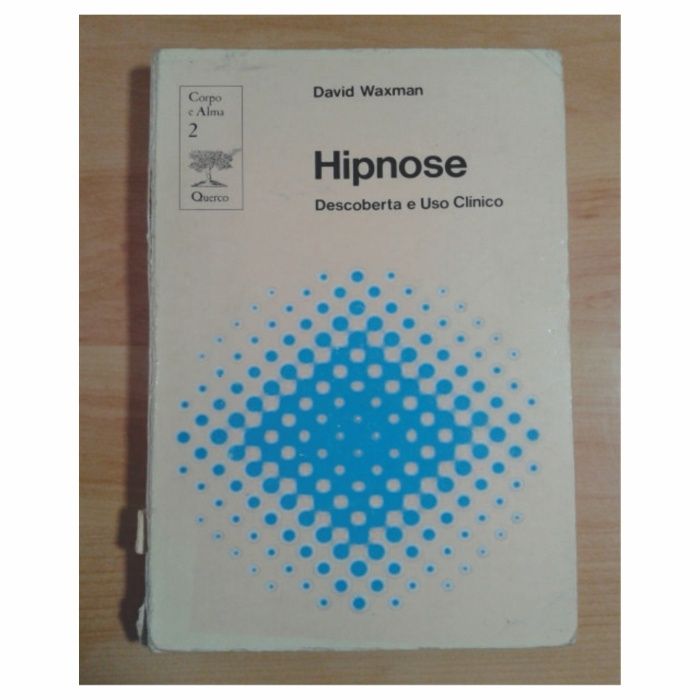 Corpo
e Alma
2
Querco
David Waxman
Hipnose
Descoberta e Uso Clínico